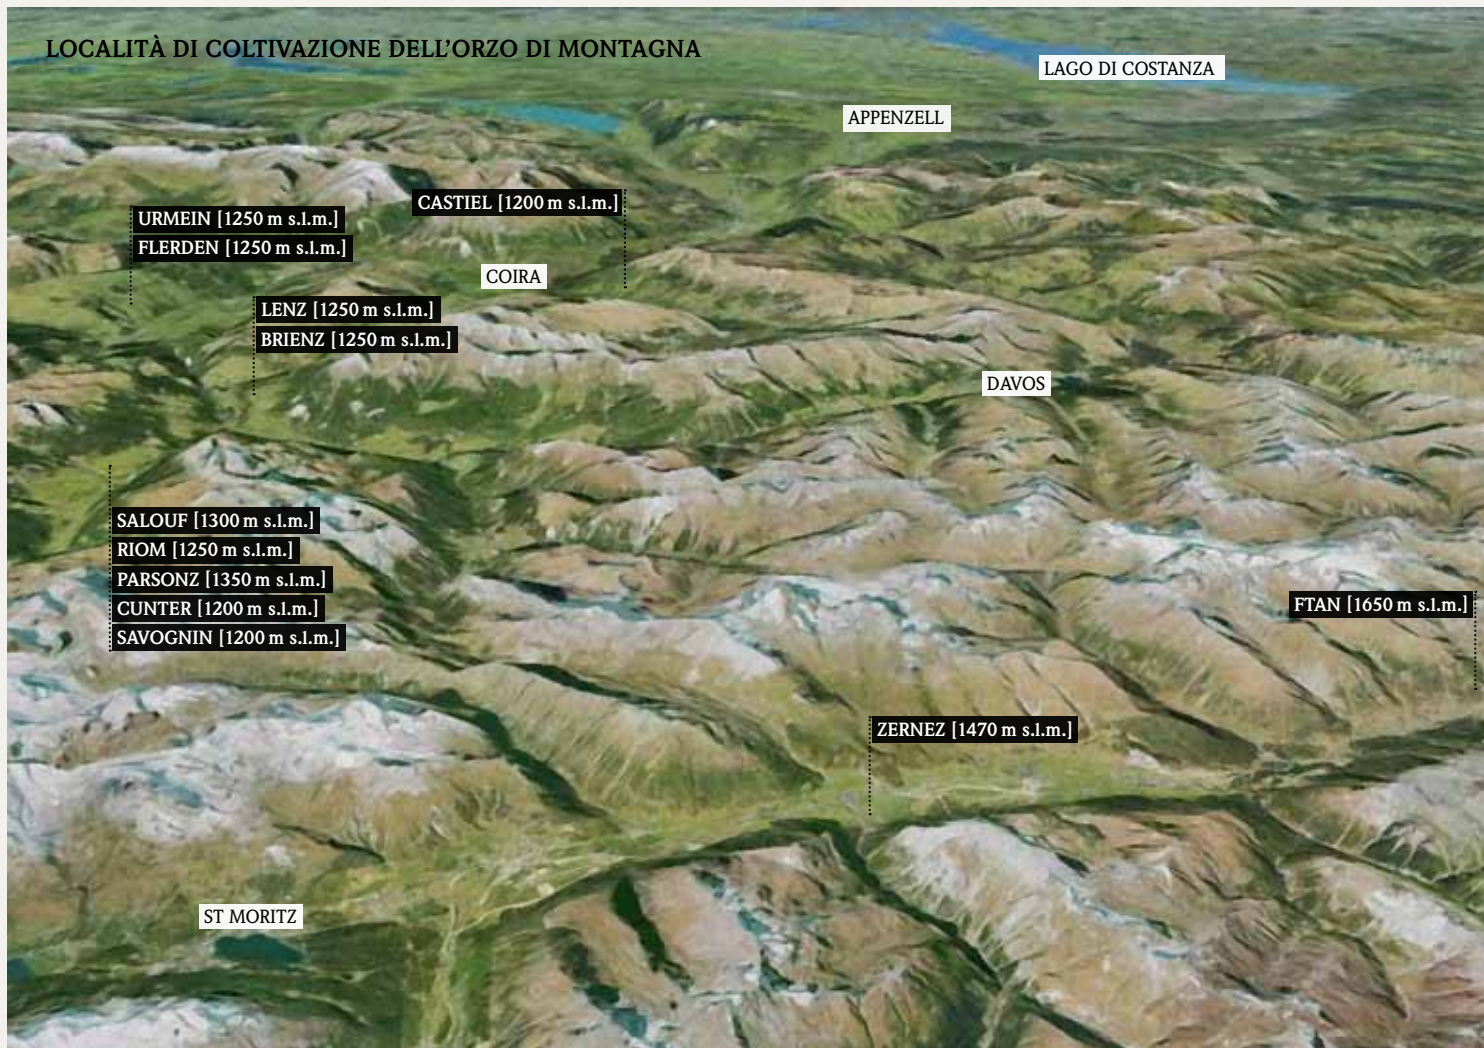 LOCALITÀ DI COLTIVAZIONE DELL'ORZO DI MONTAGNA
LAGO DI COSTANZA
APPENZELL
CASTIEL [1200 m s.l.m.]
URMEIN [1250 m s.l.m.]
FLERDEN [1250 m s.l.m.]
COIRA
LENZ [1250 m s.l.m.]
BRIENZ [1250 m s.l.m.]
DAVOS
SALOUF [1300 m s.l.m.]
RIOM [1250 m s.l.m.]
PARSONZ [1350 m s.l.m.]
CUNTER [1200 m s.l.m.]
SAVOGNIN [1200 m s.l.m.]
FTAN [1650 m s.l.m.]
ZERNEZ [1470 m s.l.m.]
ST MORITZ